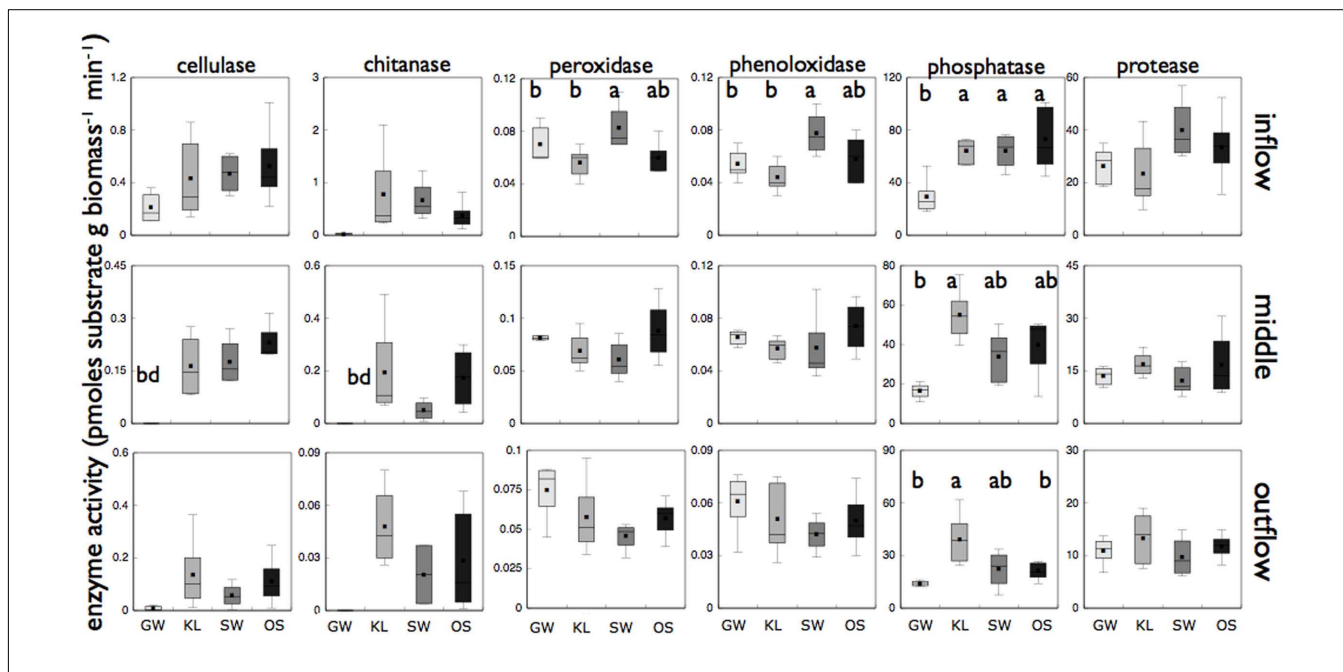 enzyme activity (pmoles substrate g biomass⁻¹ min⁻¹)
cellulase chitanase peroxidase phenoloxidase phosphatase protease
inflow
1.2 0.8 0.4 0
3 2 1 0
0.12 0.08 0.04 0
b b a ab
0.12 0.08 0.04 0
b b a ab
120 80 40 0
b a a a
60 40 20 0
middle
0.45 0.30 0.15 0
bd
0.6 0.4 0.2 0
bd
0.15 0.1 0.05 0
0.12 0.08 0.04 0
80 60 40 20 0
b a ab ab
45 30 15 0
outflow
0.6 0.4 0.2 0
0.09 0.06 0.03 0
0.1 0.075 0.05 0.025 0
0.09 0.06 0.03 0
90 60 30 0
b a ab b
30 20 10 0
GW KL SW OS GW KL SW OS GW KL SW OS GW KL SW OS GW KL SW OS GW KL SW OS